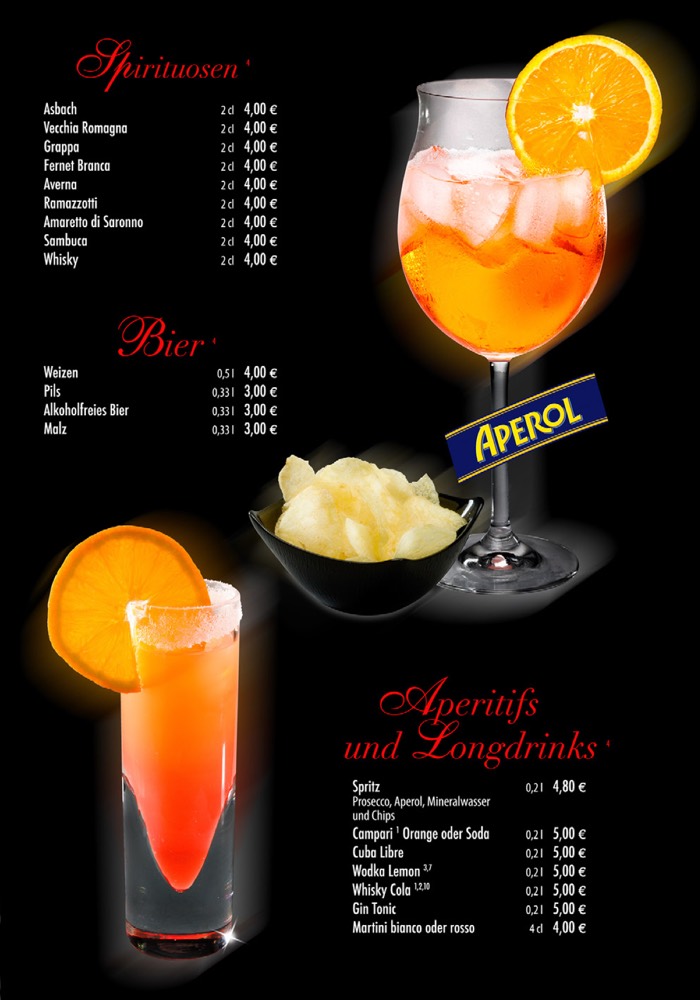 Spirituosen ⁴
Asbach 2 cl 4,00 €
Vecchia Romagna 2 cl 4,00 €
Grappa 2 cl 4,00 €
Fernet Branca 2 cl 4,00 €
Averna 2 cl 4,00 €
Ramazzotti 2 cl 4,00 €
Amaretto di Saronno 2 cl 4,00 €
Sambuca 2 cl 4,00 €
Whisky 2 cl 4,00 €
Bier ⁴
Weizen 0,5 l 4,00 €
Pils 0,33 l 3,00 €
Alkoholfreies Bier 0,33 l 3,00 €
Malz 0,33 l 3,00 €
APEROL
Aperitifs
und Longdrinks ⁴
Spritz 0,2 l 4,80 €
Prosecco, Aperol, Mineralwasser
und Chips
Campari ¹ Orange oder Soda 0,2 l 5,00 €
Cuba Libre 0,2 l 5,00 €
Wodka Lemon ³,⁷ 0,2 l 5,00 €
Whisky Cola ¹,²,¹⁰ 0,2 l 5,00 €
Gin Tonic 0,2 l 5,00 €
Martini bianco oder rosso 4 cl 4,00 €